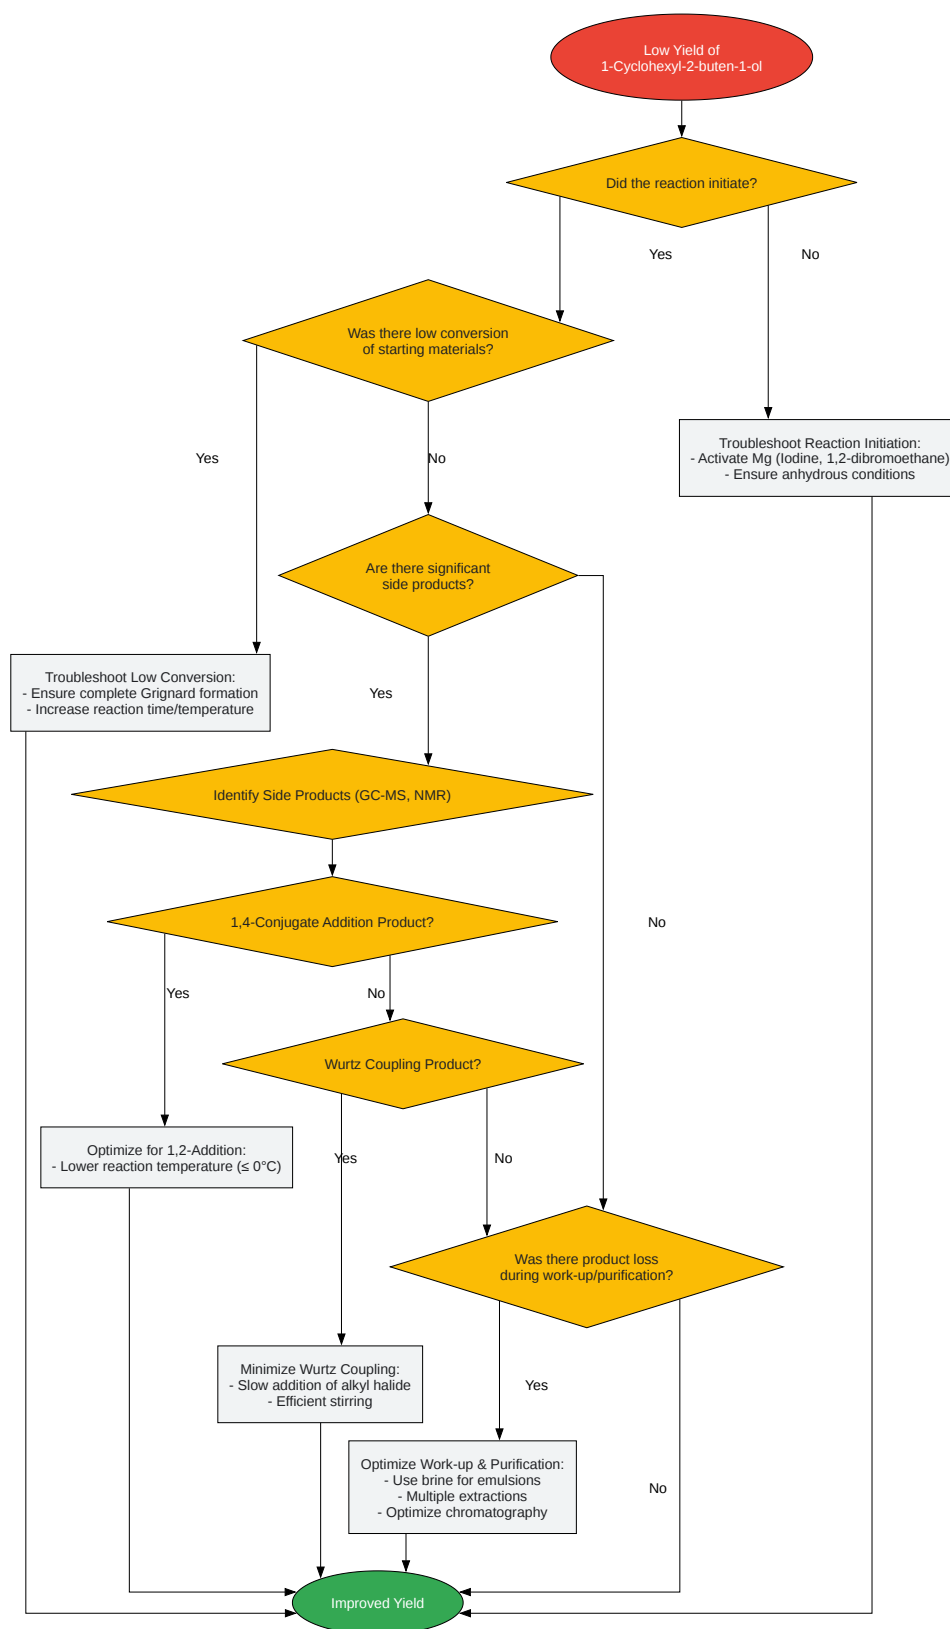 Low Yield of
1-Cyclohexyl-2-buten-1-ol
Did the reaction initiate?
Yes
No
Was there low conversion
of starting materials?
Troubleshoot Reaction Initiation:
- Activate Mg (Iodine, 1,2-dibromoethane)
- Ensure anhydrous conditions
Yes
No
Are there significant
side products?
Troubleshoot Low Conversion:
- Ensure complete Grignard formation
- Increase reaction time/temperature
Yes
Identify Side Products (GC-MS, NMR)
No
1,4-Conjugate Addition Product?
Yes
No
Wurtz Coupling Product?
Optimize for 1,2-Addition:
- Lower reaction temperature (≤ 0°C)
Yes
No
Was there product loss
during work-up/purification?
Minimize Wurtz Coupling:
- Slow addition of alkyl halide
- Efficient stirring
Yes
Optimize Work-up & Purification:
- Use brine for emulsions
- Multiple extractions
- Optimize chromatography
No
Improved Yield